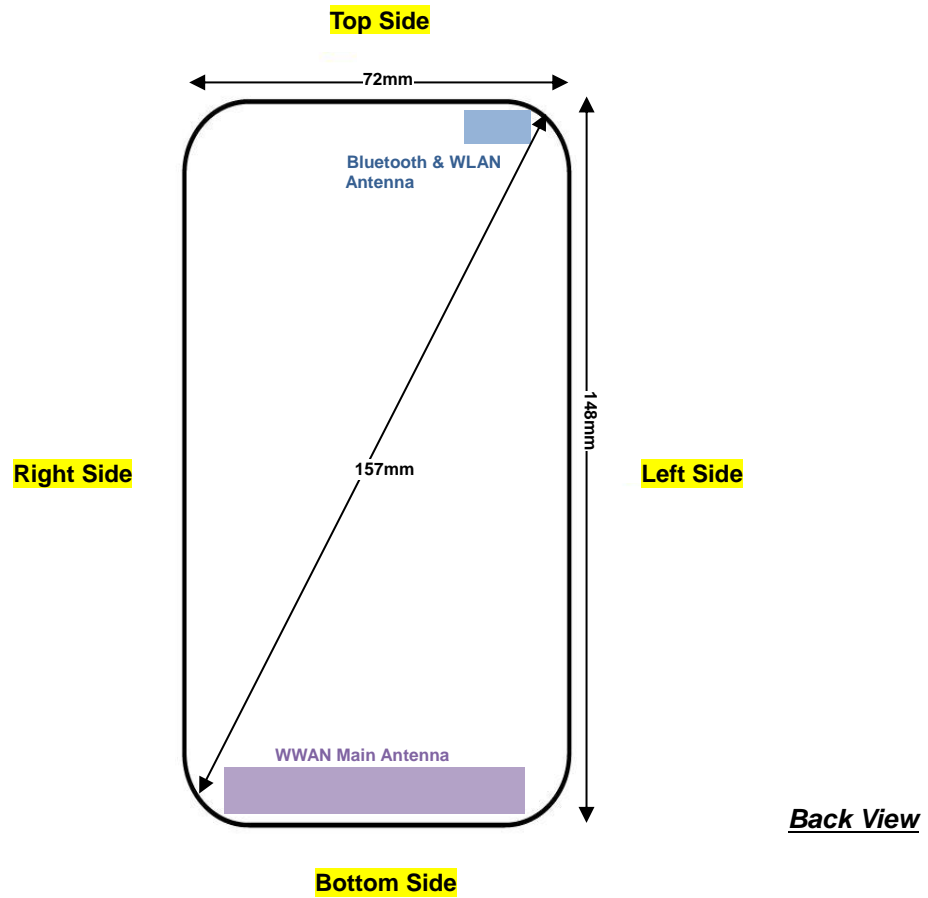 Top Side
72mm
Bluetooth & WLAN
Antenna
148mm
Right Side
157mm
Left Side
WWAN Main Antenna
Back View
Bottom Side